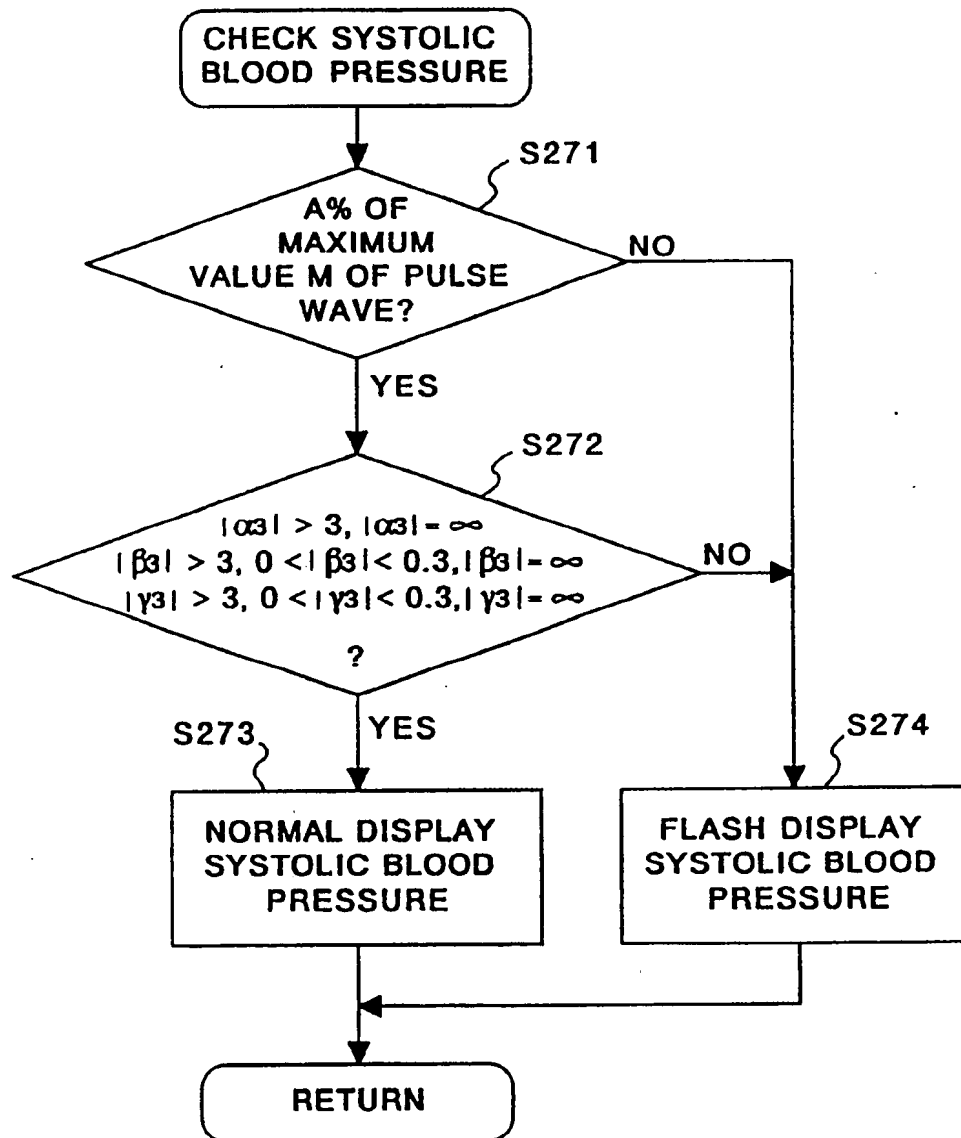 CHECK SYSTOLIC
BLOOD PRESSURE
S271
A% OF
MAXIMUM
VALUE M OF PULSE
WAVE?
NO
YES
S272
|α3| > 3, |α3| = ∞
|β3| > 3, 0 < |β3| < 0.3, |β3| = ∞
|γ3| > 3, 0 < |γ3| < 0.3, |γ3| = ∞
?
NO
YES
S273
S274
NORMAL DISPLAY
SYSTOLIC BLOOD
PRESSURE
FLASH DISPLAY
SYSTOLIC BLOOD
PRESSURE
RETURN